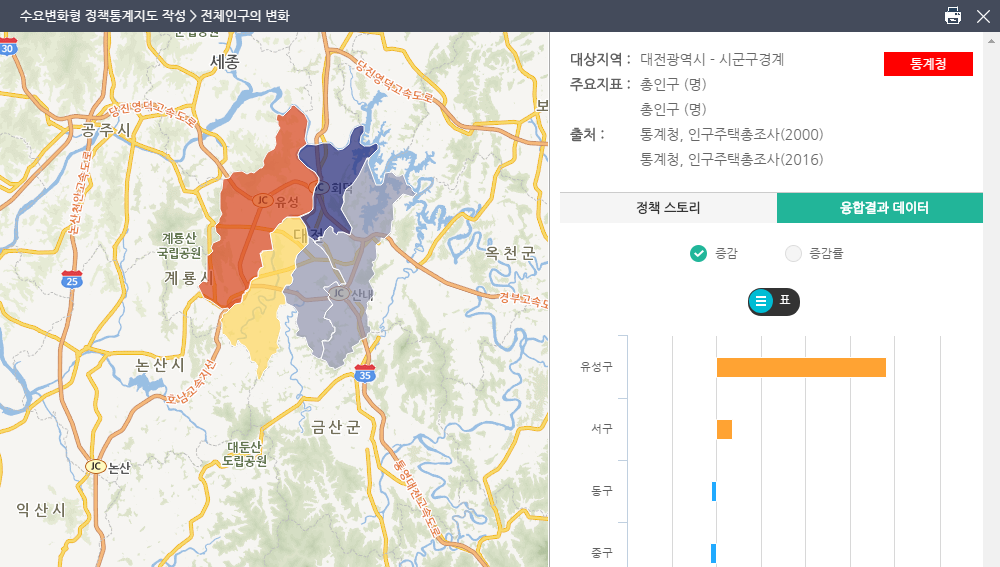 수요변화형 정책통계지도 작성 > 전체인구의 변화
30
세종
당진영덕고속도로
당진영덕고속도로
공주시
논산천안고속도로
JC 회덕
JC 유성
대전
계룡산
국립공원
계룡시
옥천군
25
JC 산내
경부고속도로
논산시
호남고속지선
35
금산군
대둔산
도립공원
JC 논산
통영대전고속도로
익산시
대상지역 : 대전광역시 - 시군구경계
통계청
주요지표 : 총인구 (명)
총인구 (명)
출처 : 통계청, 인구주택총조사(2000)
통계청, 인구주택총조사(2016)
정책 스토리
융합결과 데이터
증감
증감률
표
유성구
서구
동구
중구